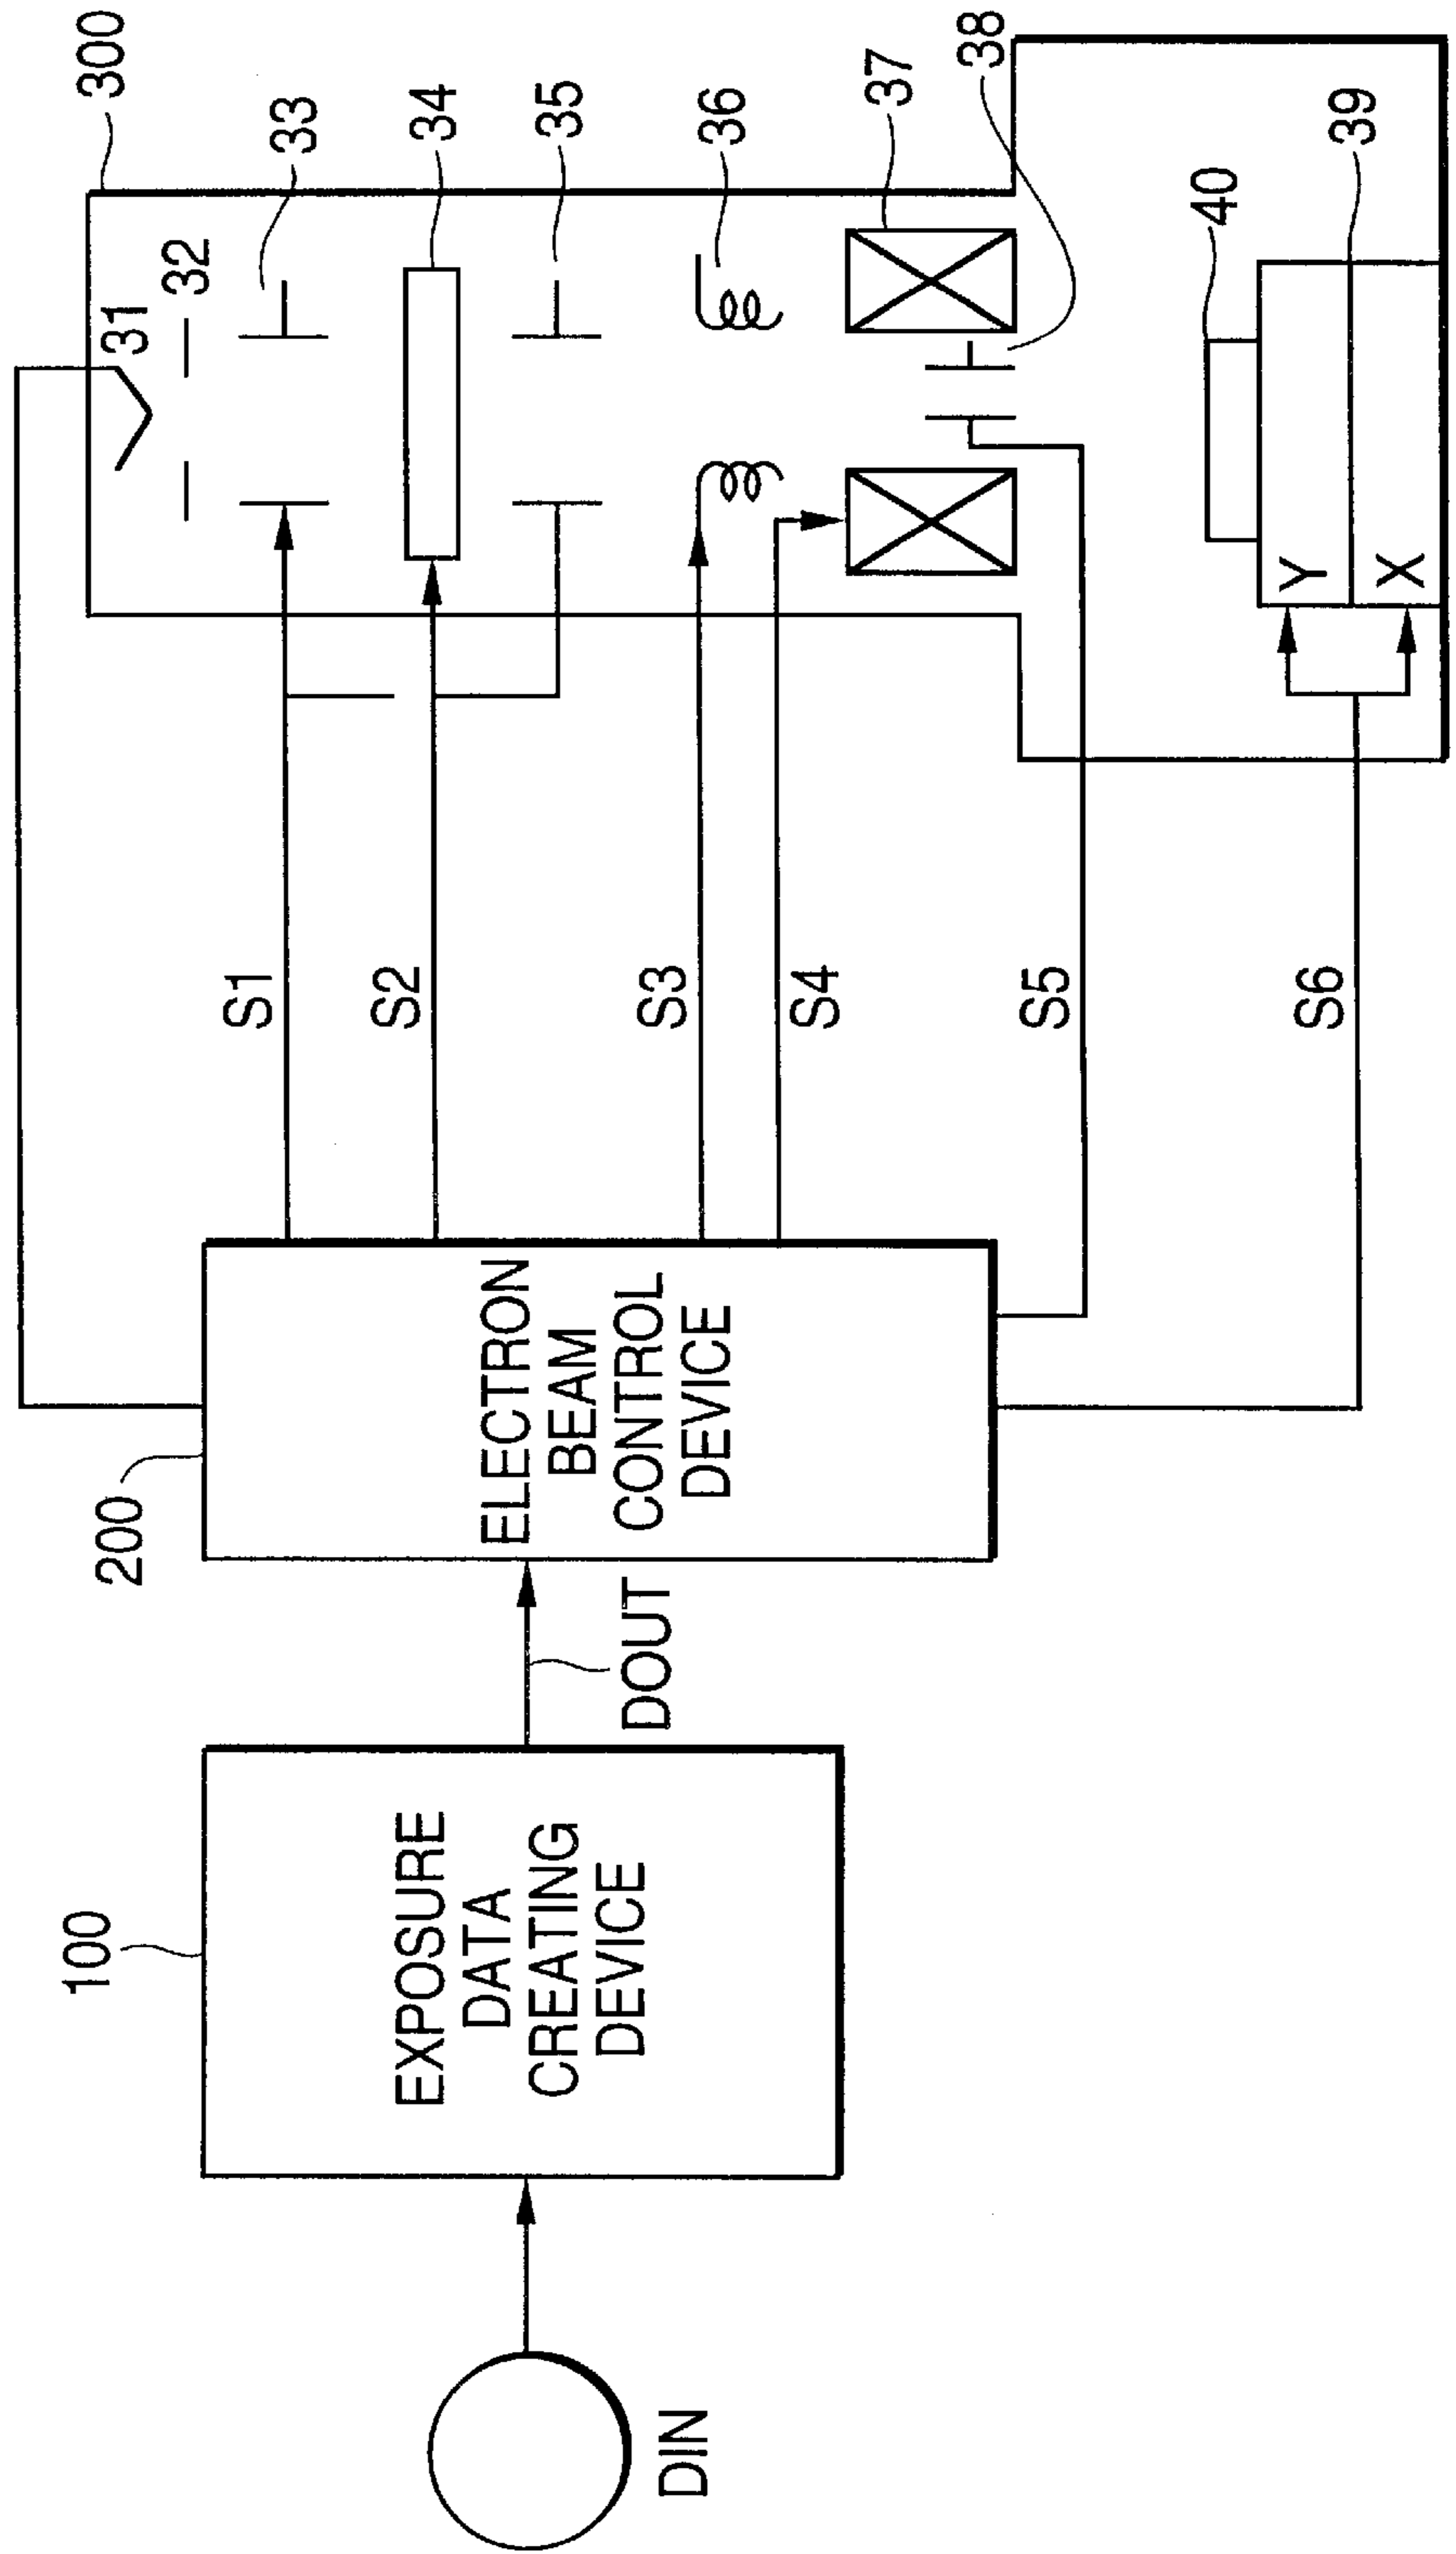 DIN
100
EXPOSURE
DATA
CREATING
DEVICE
DOUT
200
ELECTRON
BEAM
CONTROL
DEVICE
S1
S2
S3
S4
S5
S6
300
31
32
33
34
35
36
37
38
40
39
Y
X